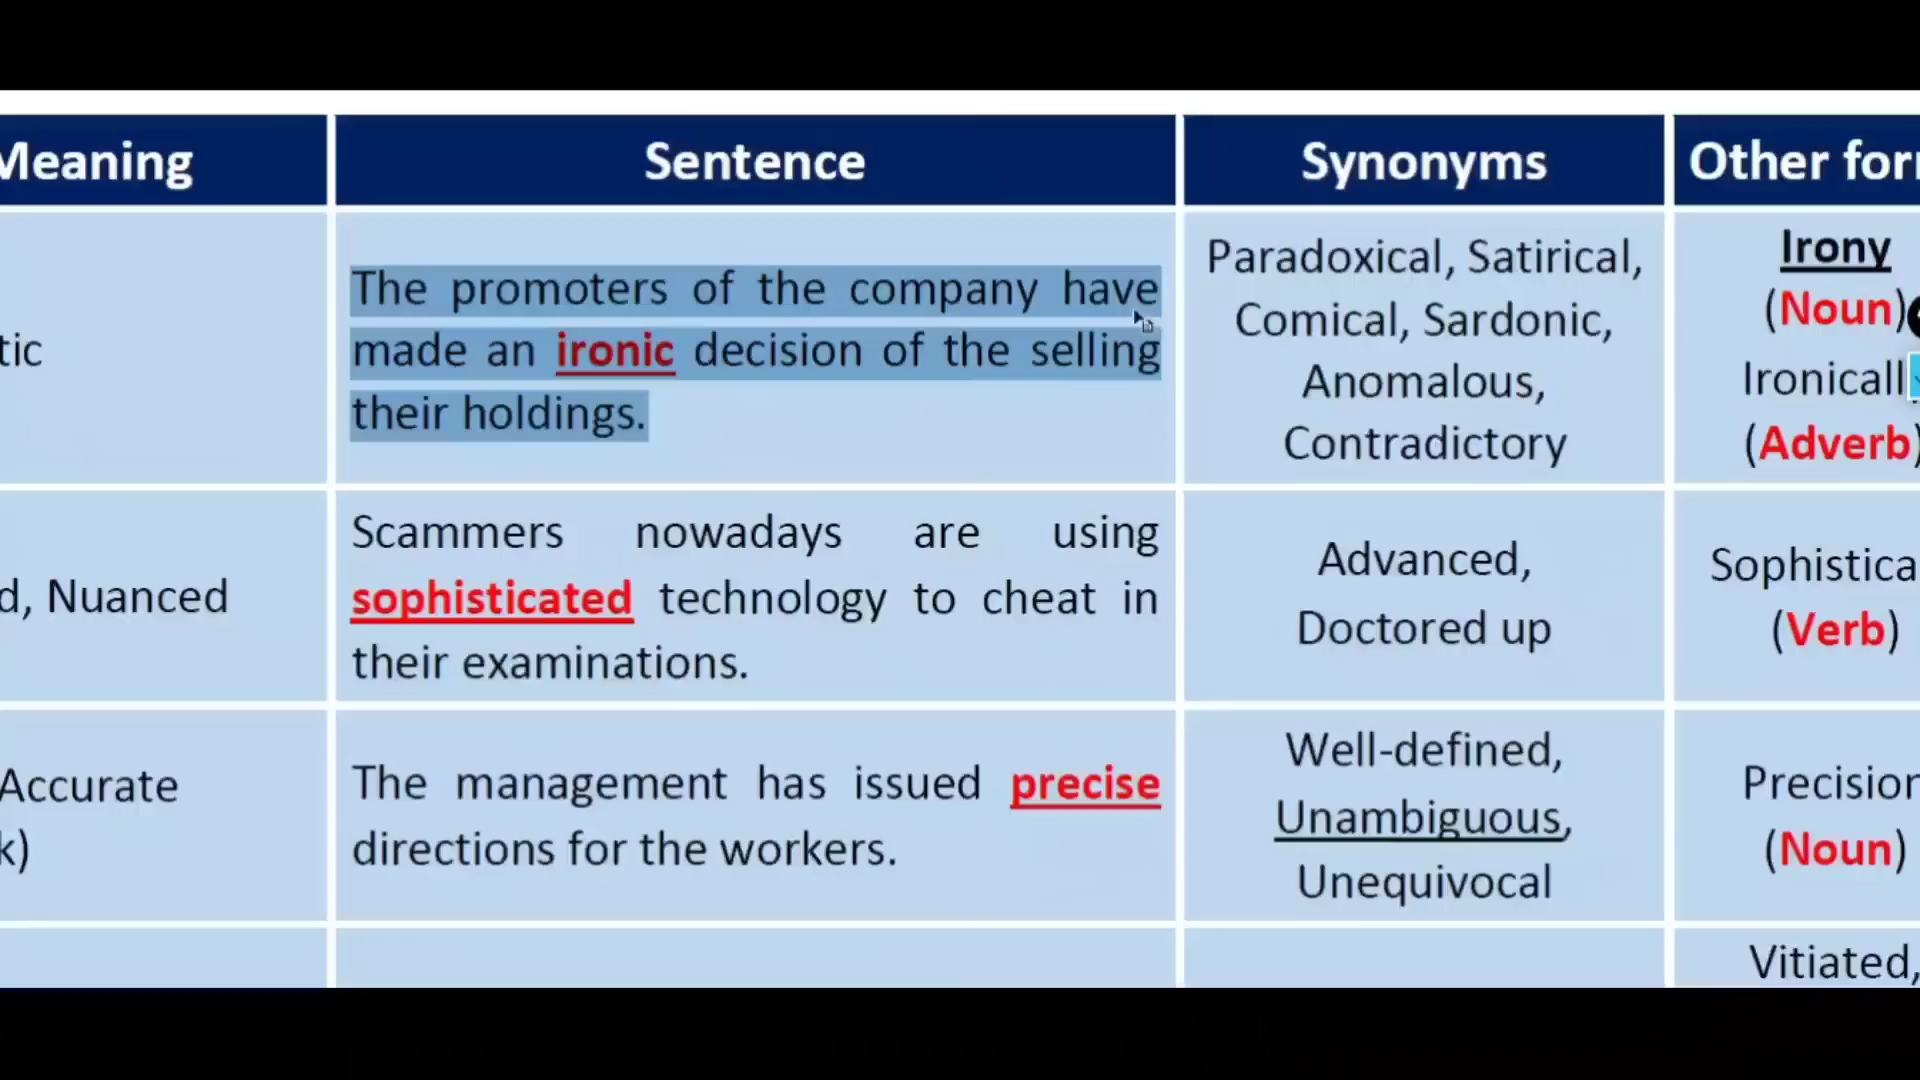 Meaning
Sentence
Synonyms
Other for
tic
The promoters of the company have
made an ironic decision of the selling
their holdings.
Paradoxical, Satirical,
Comical, Sardonic,
Anomalous,
Contradictory
Irony
(Noun)
Ironicall
(Adverb)
d, Nuanced
Scammers nowadays are using
sophisticated technology to cheat in
their examinations.
Advanced,
Doctored up
Sophistica
(Verb)
Accurate
k)
The management has issued precise
directions for the workers.
Well-defined,
Unambiguous,
Unequivocal
Precision
(Noun)
Vitiated,